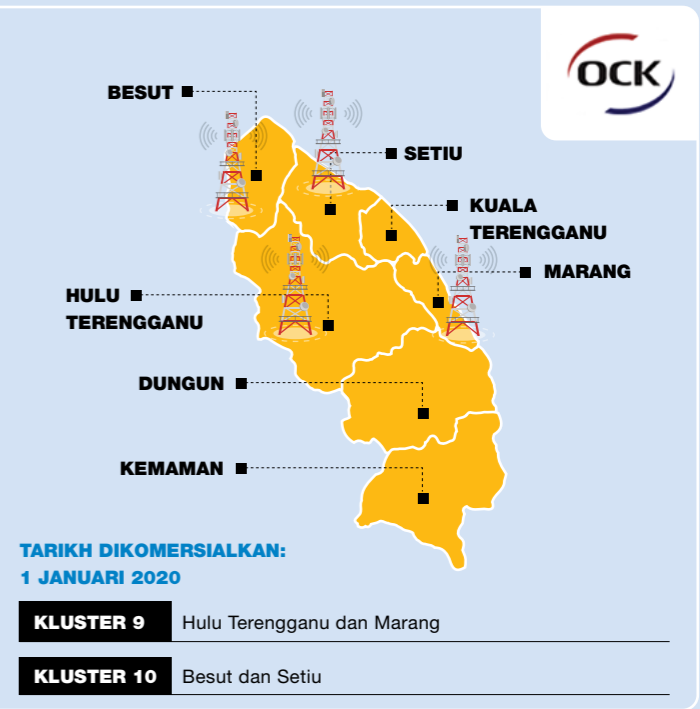 OCK
BESUT
SETIU
KUALA
TERENGGANU
MARANG
HULU
TERENGGANU
DUNGUN
KEMAMAN
TARIKH DIKOMERSIALKAN:
1 JANUARI 2020
KLUSTER 9 Hulu Terengganu dan Marang
KLUSTER 10 Besut dan Setiu